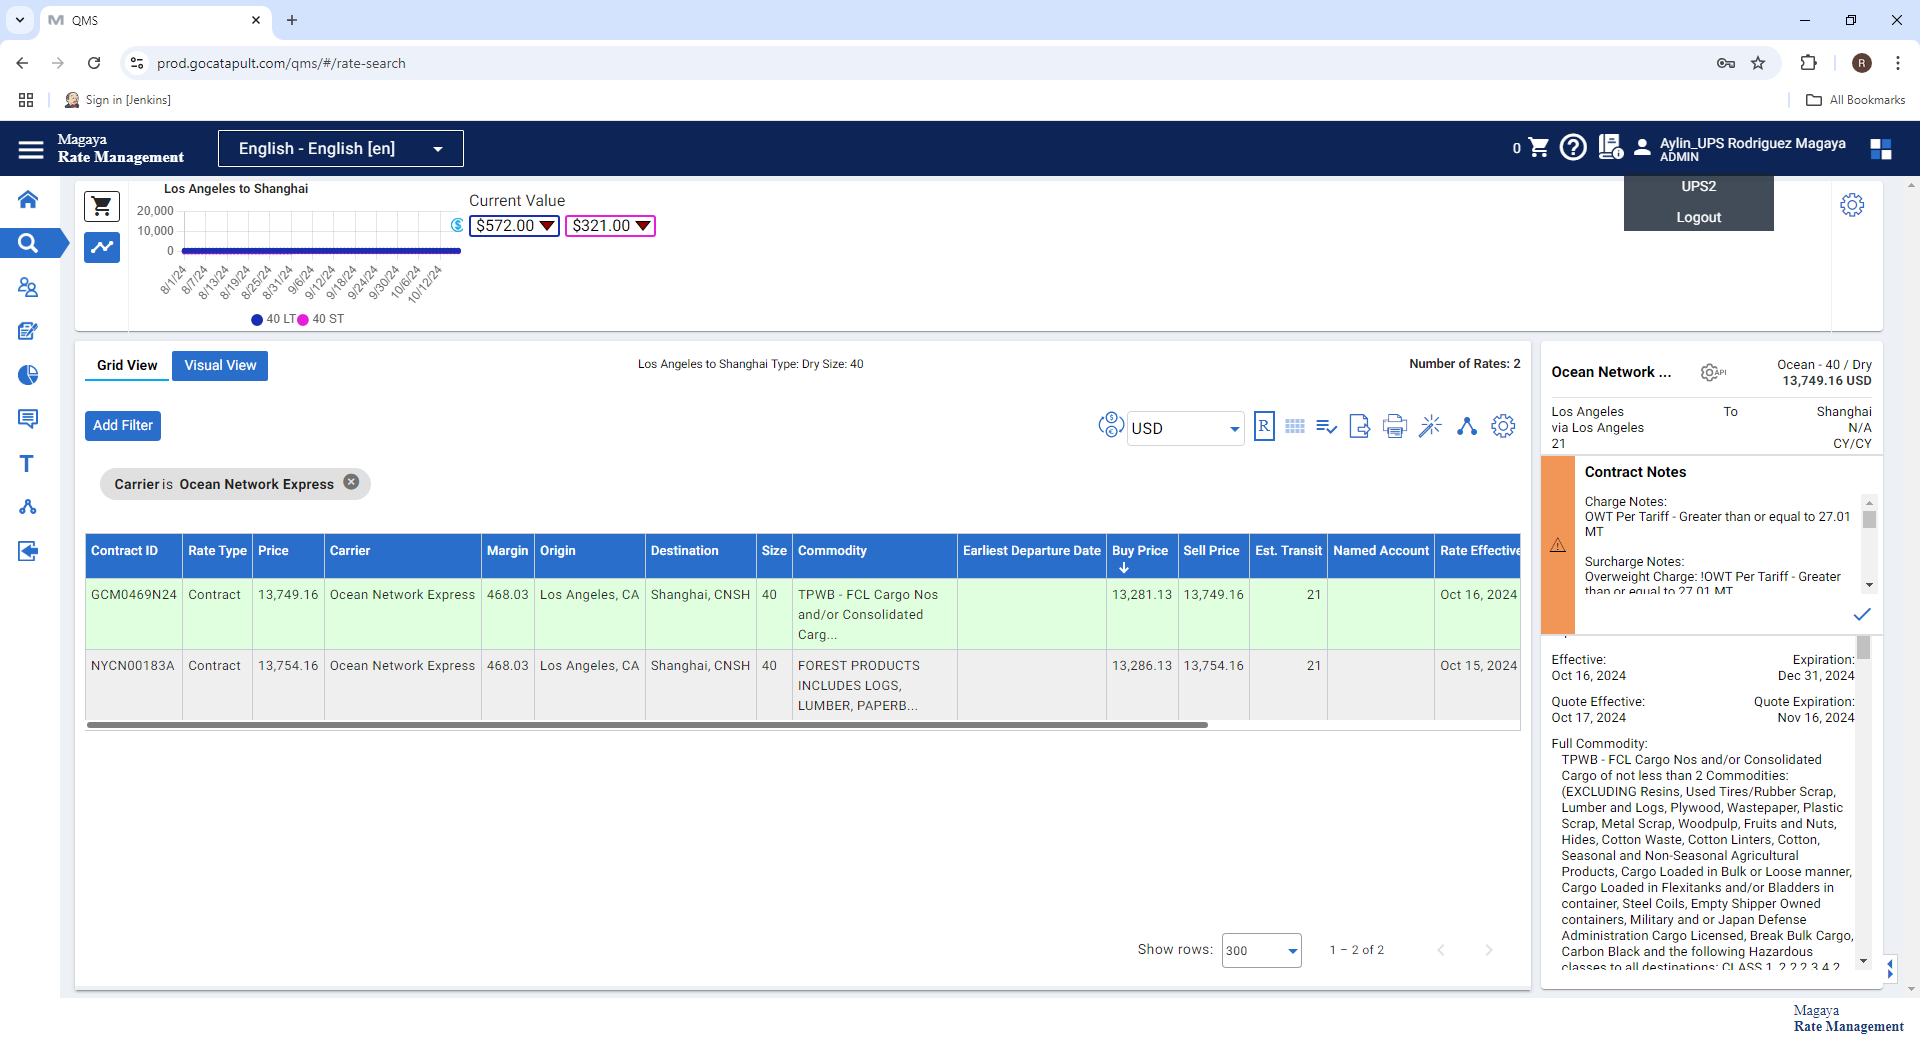 QMS
prod.gocatapult.com/qms/#/rate-search
R
Sign in [Jenkins]
All Bookmarks
Magaya
Rate Management
English - English [en]
0
Aylin_UPS Rodriguez Magaya
ADMIN
UPS2
Logout
Los Angeles to Shanghai
20,000
10,000
0
8/1/24
8/7/24
8/13/24
8/19/24
8/25/24
8/31/24
9/6/24
9/12/24
9/18/24
9/24/24
9/30/24
10/6/24
10/12/24
40 LT
40 ST
Current Value
$572.00
$321.00
Grid View
Visual View
Los Angeles to Shanghai Type: Dry Size: 40
Number of Rates: 2
Add Filter
USD
R
Carrier is Ocean Network Express
Contract ID Rate Type Price Carrier Margin Origin Destination Size Commodity Earliest Departure Date Buy Price Sell Price Est. Transit Named Account Rate Effective
GCM0469N24 Contract 13,749.16 Ocean Network Express 468.03 Los Angeles, CA Shanghai, CNSH 40 TPWB - FCL Cargo Nos 13,281.13 13,749.16 21 Oct 16, 2024
and/or Consolidated
Carg...
NYCN00183A Contract 13,754.16 Ocean Network Express 468.03 Los Angeles, CA Shanghai, CNSH 40 FOREST PRODUCTS 13,286.13 13,754.16 21 Oct 15, 2024
INCLUDES LOGS,
LUMBER, PAPERB...
Show rows: 300 1 – 2 of 2
Ocean Network ...
API
Ocean - 40 / Dry
13,749.16 USD
Los Angeles To Shanghai
via Los Angeles N/A
21 CY/CY
Contract Notes
Charge Notes:
OWT Per Tariff - Greater than or equal to 27.01
MT
Surcharge Notes:
Overweight Charge: !OWT Per Tariff - Greater
than or equal to 27.01 MT
Effective: Expiration:
Oct 16, 2024 Dec 31, 2024
Quote Effective: Quote Expiration:
Oct 17, 2024 Nov 16, 2024
Full Commodity:
TPWB - FCL Cargo Nos and/or Consolidated
Cargo of not less than 2 Commodities:
(EXCLUDING Resins, Used Tires/Rubber Scrap,
Lumber and Logs, Plywood, Wastepaper, Plastic
Scrap, Metal Scrap, Woodpulp, Fruits and Nuts,
Hides, Cotton Waste, Cotton Linters, Cotton,
Seasonal and Non-Seasonal Agricultural
Products, Cargo Loaded in Bulk or Loose manner,
Cargo Loaded in Flexitanks and/or Bladders in
container, Steel Coils, Empty Shipper Owned
containers, Military and or Japan Defense
Administration Cargo Licensed, Break Bulk Cargo,
Carbon Black and the following Hazardous
classes to all destinations: CLASS 1, 2.2,2.3,4.2
Magaya
Rate Management